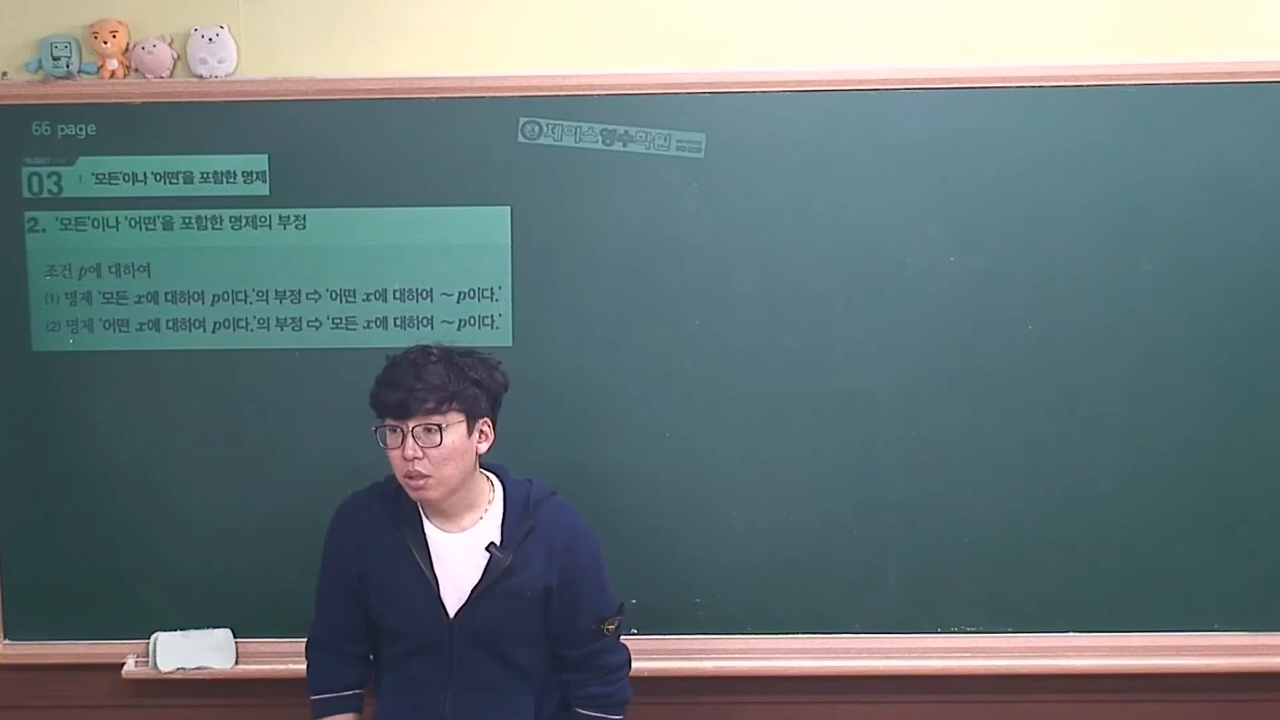 66 page
제이스영수학원
03 '모든'이나 '어떤'을 포함한 명제
2. '모든'이나 '어떤'을 포함한 명제의 부정
조건 p에 대하여
(1) 명제 '모든 x에 대하여 p이다.'의 부정 ⇨ '어떤 x에 대하여 ~p이다.'
(2) 명제 '어떤 x에 대하여 p이다.'의 부정 ⇨ '모든 x에 대하여 ~p이다.'